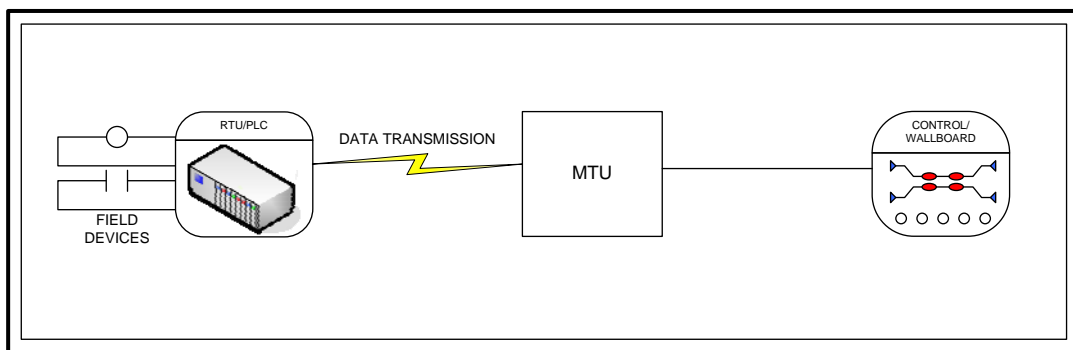 RTU/PLC
DATA TRANSMISSION
MTU
CONTROL/
WALLBOARD
FIELD
DEVICES